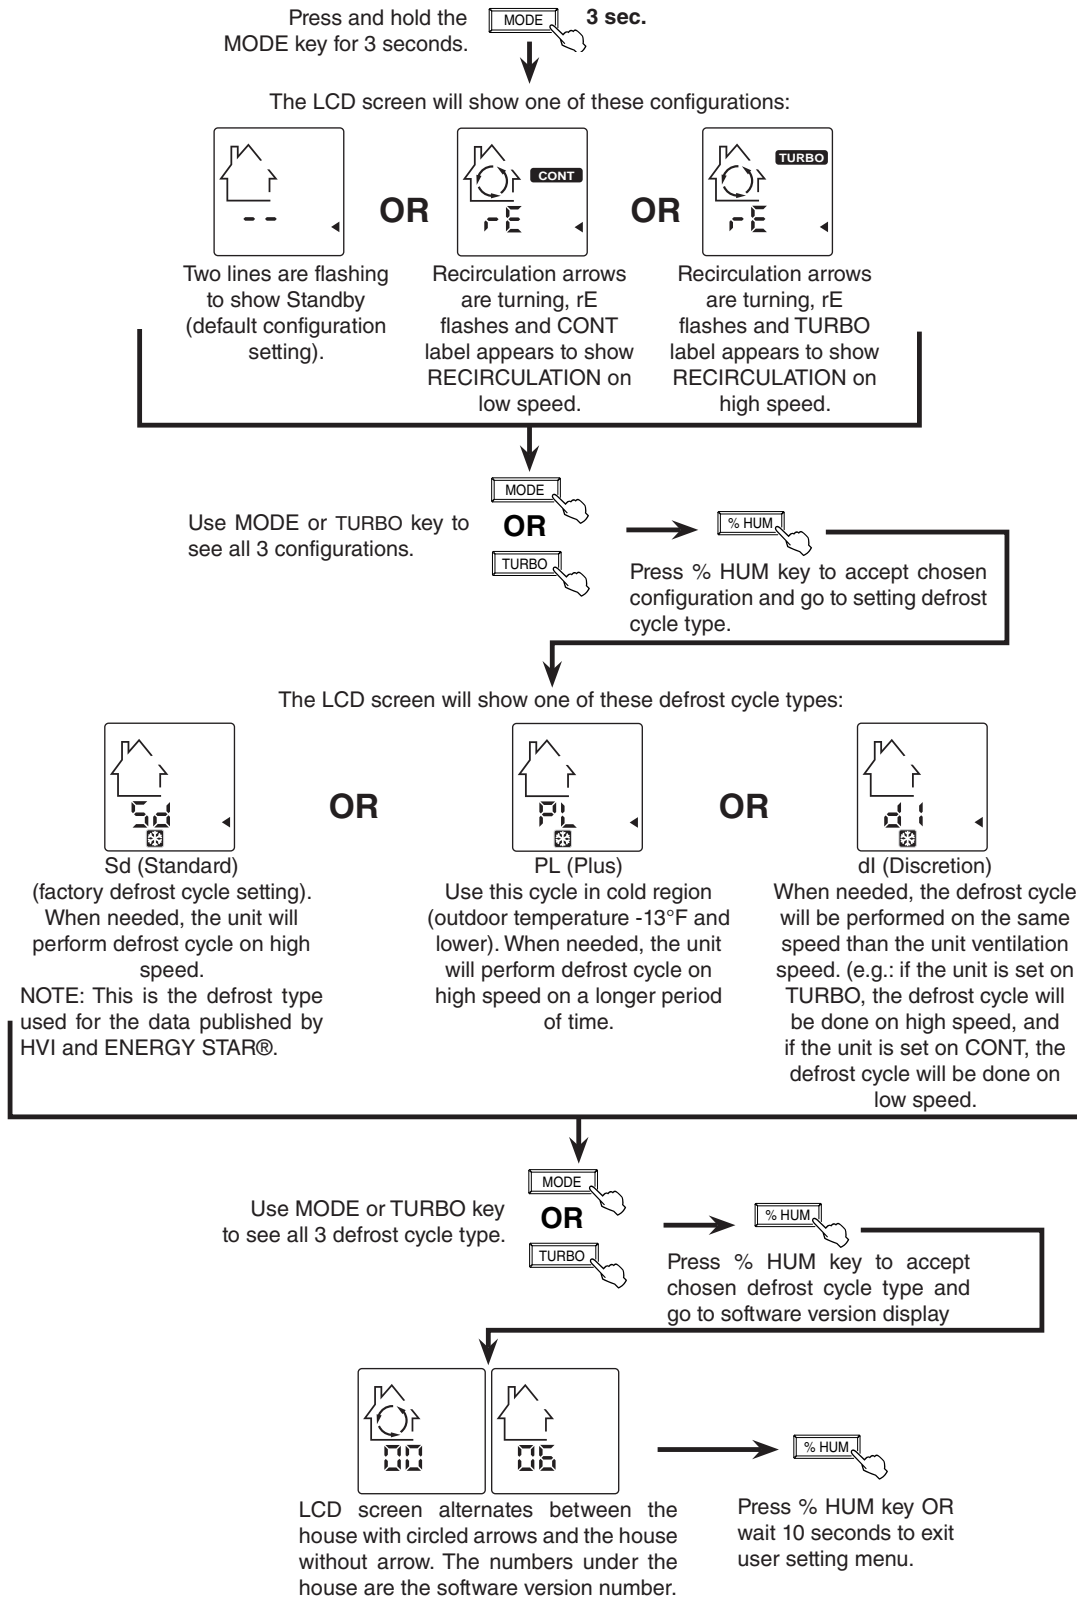 Press and hold the
MODE key for 3 seconds.
MODE
3 sec.
The LCD screen will show one of these configurations:
- -
OR
CONT
rE
OR
TURBO
rE
Two lines are flashing
to show Standby
(default configuration
setting).
Recirculation arrows
are turning, rE
flashes and CONT
label appears to show
RECIRCULATION on
low speed.
Recirculation arrows
are turning, rE
flashes and TURBO
label appears to show
RECIRCULATION on
high speed.
Use MODE or TURBO key to
see all 3 configurations.
MODE
OR
TURBO
% HUM
Press % HUM key to accept chosen
configuration and go to setting defrost
cycle type.
The LCD screen will show one of these defrost cycle types:
Sd
OR
PL
OR
dI
Sd (Standard)
(factory defrost cycle setting).
When needed, the unit will
perform defrost cycle on high
speed.
NOTE: This is the defrost type
used for the data published by
HVI and ENERGY STAR®.
PL (Plus)
Use this cycle in cold region
(outdoor temperature -13°F and
lower). When needed, the unit
will perform defrost cycle on
high speed on a longer period
of time.
dI (Discretion)
When needed, the defrost cycle
will be performed on the same
speed than the unit ventilation
speed. (e.g.: if the unit is set on
TURBO, the defrost cycle will
be done on high speed, and
if the unit is set on CONT, the
defrost cycle will be done on
low speed.
Use MODE or TURBO key
to see all 3 defrost cycle type.
MODE
OR
TURBO
% HUM
Press % HUM key to accept
chosen defrost cycle type and
go to software version display
00
06
% HUM
LCD screen alternates between the
house with circled arrows and the house
without arrow. The numbers under the
house are the software version number.
Press % HUM key OR
wait 10 seconds to exit
user setting menu.